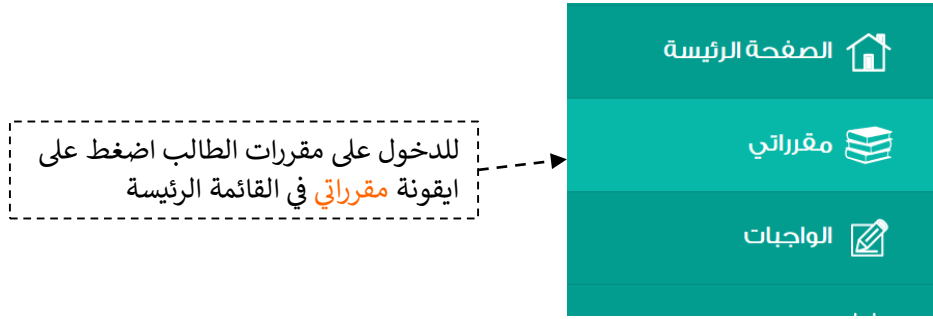 الصفحة الرئيسة
مقرراتي
للدخول على مقررات الطالب اضغط على
ايقونة مقرراتي في القائمة الرئيسة
الواجبات